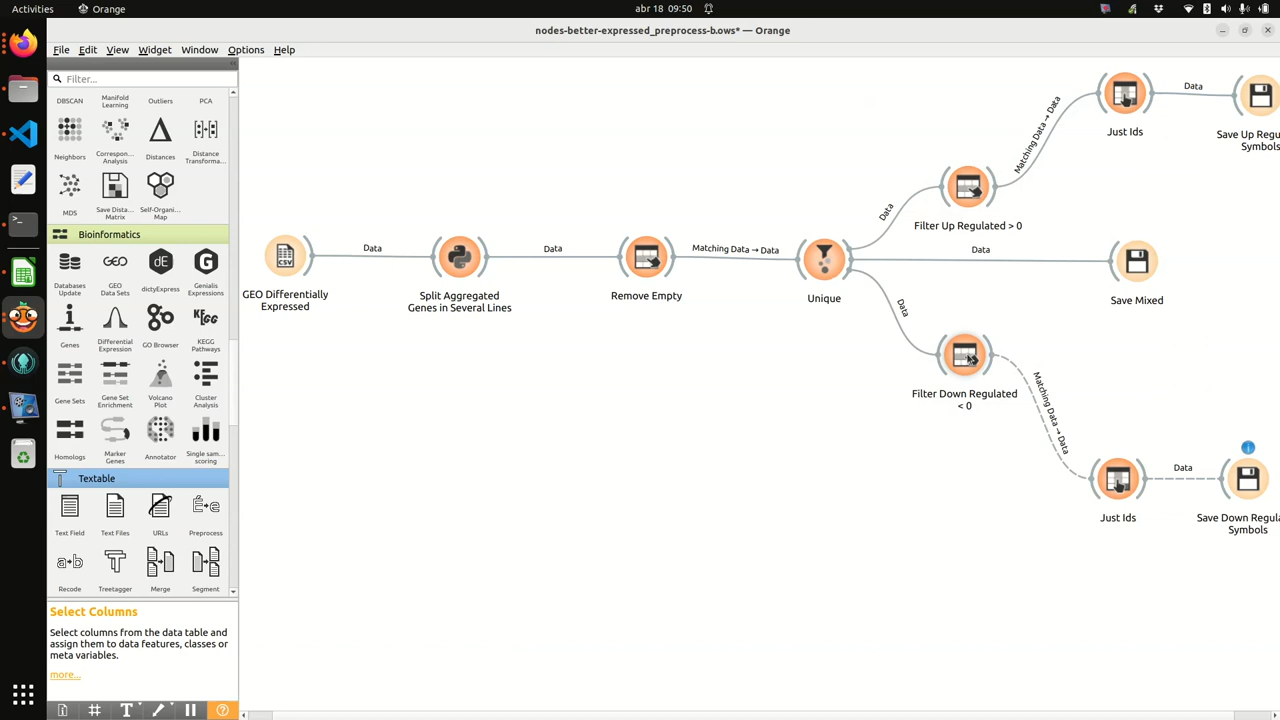 Activities
Orange
abr 18 09:50
nodes-better-expressed_preprocess-b.ows* — Orange
File Edit View Widget Window Options Help
Filter...
DBSCAN
Manifold
Learning
Outliers
PCA
Neighbors
Correspon...
Analysis
Distances
Distance
Transforma...
MDS
Save Dista...
Matrix
Self-Organi...
Map
Bioinformatics
Databases
Update
GEO
GEO
Data Sets
dE
dictyExpress
G
Genialis
Expressions
Genes
Differential
Expression
GO Browser
KEGG
KEGG
Pathways
Gene Sets
Gene Set
Enrichment
Volcano
Plot
Cluster
Analysis
Homologs
Marker
Genes
Annotator
Single sam...
scoring
Textable
Text Field
Text Files
URLs
É→e
Preprocess
a▸b
Recode
Treetagger
Merge
Segment
Select Columns
Select columns from the data table and
assign them to data features, classes or
meta variables.
more...
CSV
GEO Differentially
Expressed
Data
Split Aggregated
Genes in Several Lines
Data
Remove Empty
Matching Data → Data
Unique
Data
Filter Up Regulated > 0
Matching Data → Data
Just Ids
Data
Save Up Regu
Symbols
Data
Save Mixed
Data
Filter Down Regulated
< 0
Matching Data → Data
Just Ids
Data
Save Down Regula
Symbols